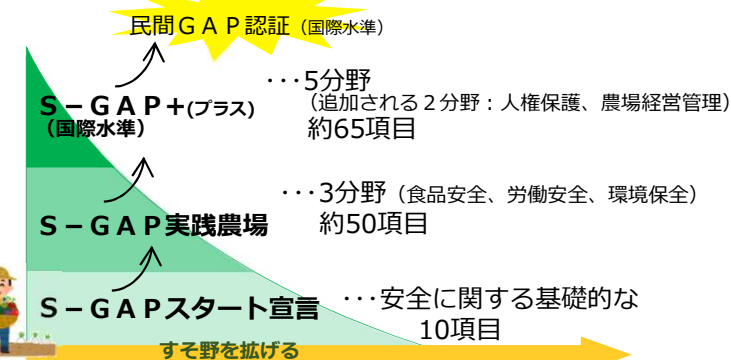 民間ＧＡＰ認証（国際水準）
Ｓ－ＧＡＰ＋(プラス) ･･･5分野
（国際水準） （追加される２分野：人権保護、農場経営管理）
約65項目
･･･3分野（食品安全、労働安全、環境保全）
Ｓ－ＧＡＰ実践農場 約50項目
Ｓ－ＧＡＰスタート宣言 ･･･安全に関する基礎的な
10項目
すそ野を拡げる